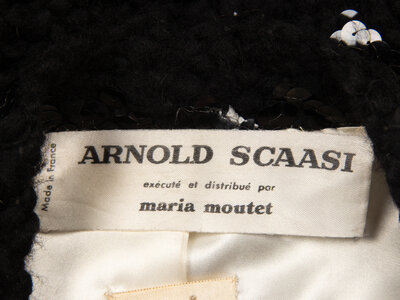 Made in France
ARNOLD SCAASI
exécuté et distribué par
maria moutet